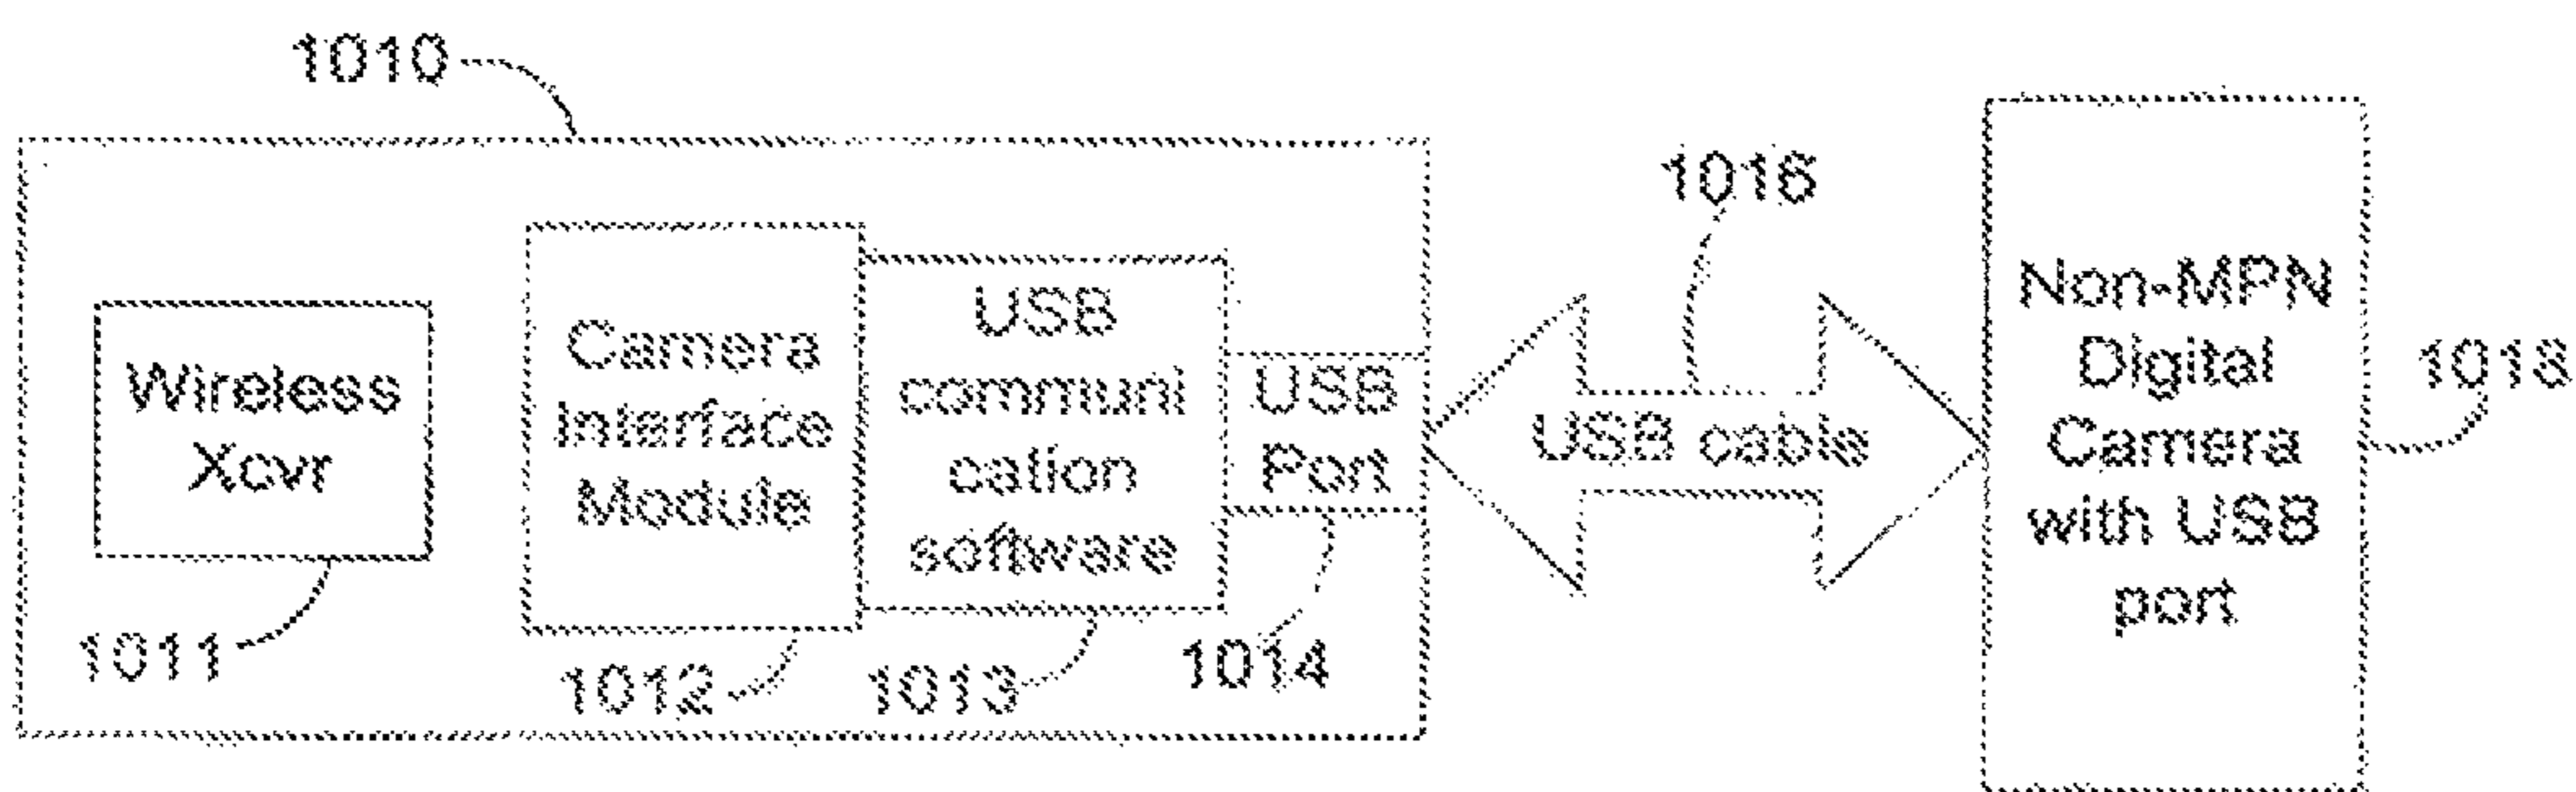 1010
1016
Wireless
Xcvr
Camera
Interface
Module
USB
communi
cation
software
USB
Port
USB cable
Non-MPN
Digital
Camera
with USB
port
1018
1011
1012
1013
1014